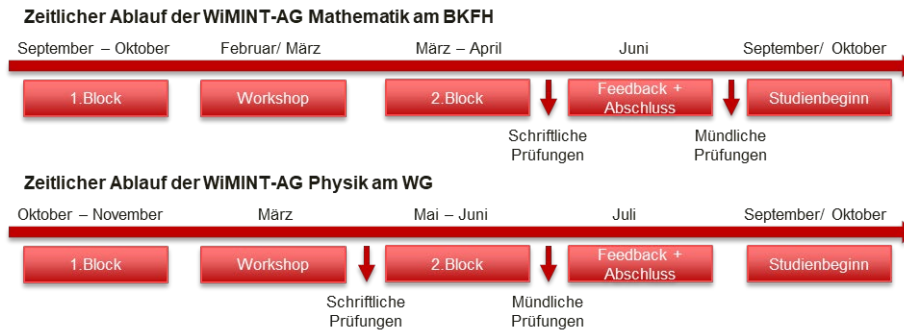 Zeitlicher Ablauf der WiMINT-AG Mathematik am BKFH
September – Oktober
Februar/ März
März – April
Juni
September/ Oktober
1.Block
Workshop
2.Block
Feedback +
Abschluss
Studienbeginn
Schriftliche
Prüfungen
Mündliche
Prüfungen
Zeitlicher Ablauf der WiMINT-AG Physik am WG
Oktober – November
März
Mai – Juni
Juli
September/ Oktober
1.Block
Workshop
2.Block
Feedback +
Abschluss
Studienbeginn
Schriftliche
Prüfungen
Mündliche
Prüfungen